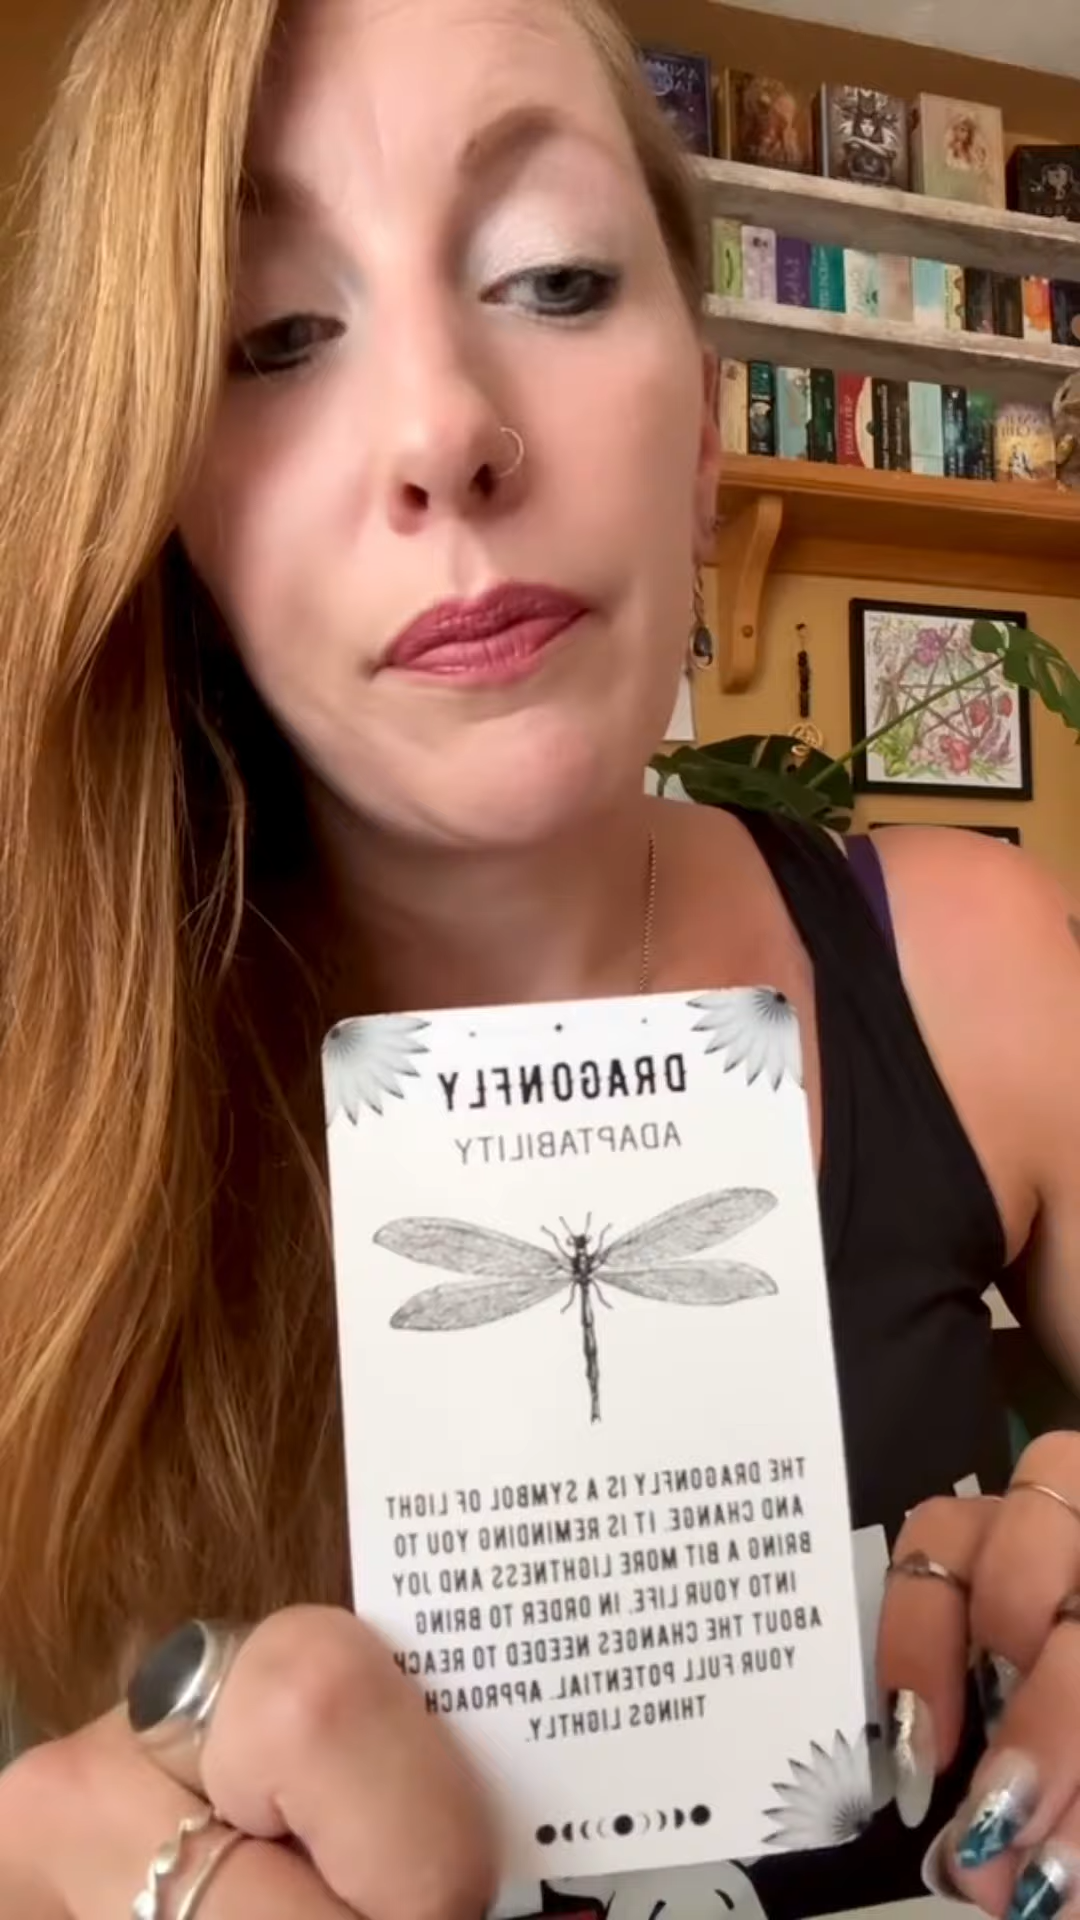 DRAGONFLY
ADAPTABILITY
THE DRAGONFLY IS A SYMBOL OF LIGHT
AND CHANGE. IT IS REMINDING YOU TO
BRING A BIT MORE LIGHTNESS AND JOY
INTO YOUR LIFE, IN ORDER TO BRING
ABOUT THE CHANGES NEEDED TO REACH
YOUR FULL POTENTIAL. APPROACH
THINGS LIGHTLY.